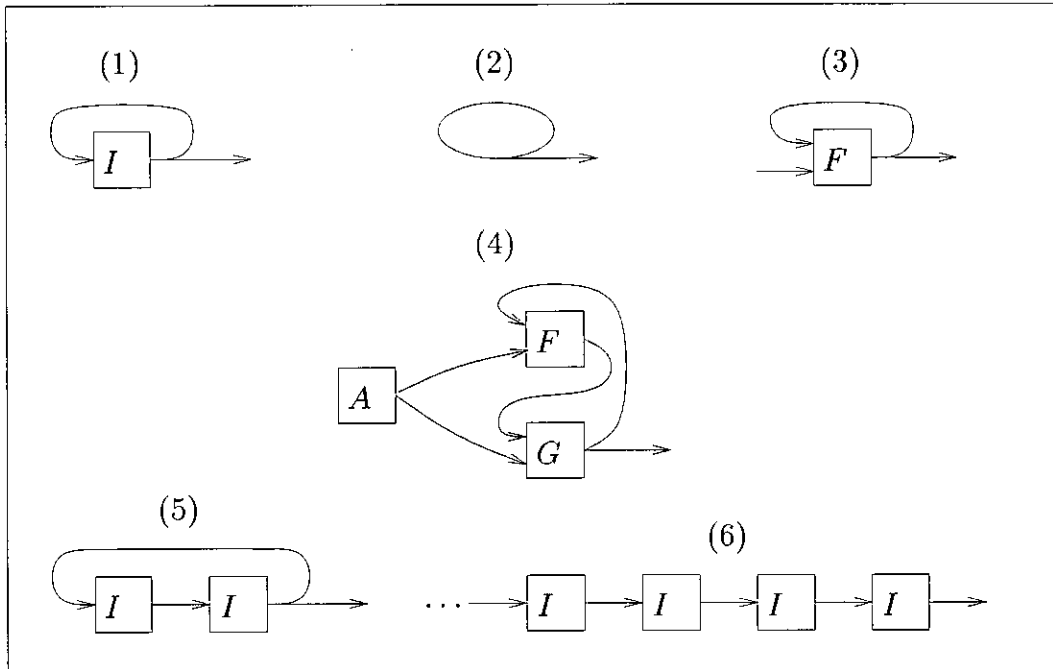 (1) (2) (3)
I F
(4)
F
A
G
(5)
(6)
I I ... I I I I